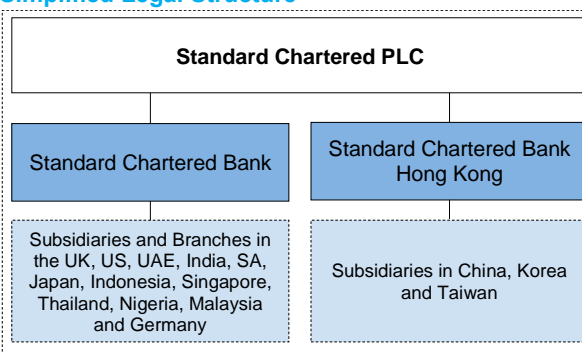 Simplified Legal Structure
Standard Chartered PLC
Standard Chartered Bank
Standard Chartered Bank
Hong Kong
Subsidiaries and Branches in
the UK, US, UAE, India, SA,
Japan, Indonesia, Singapore,
Thailand, Nigeria, Malaysia
and Germany
Subsidiaries in China, Korea
and Taiwan